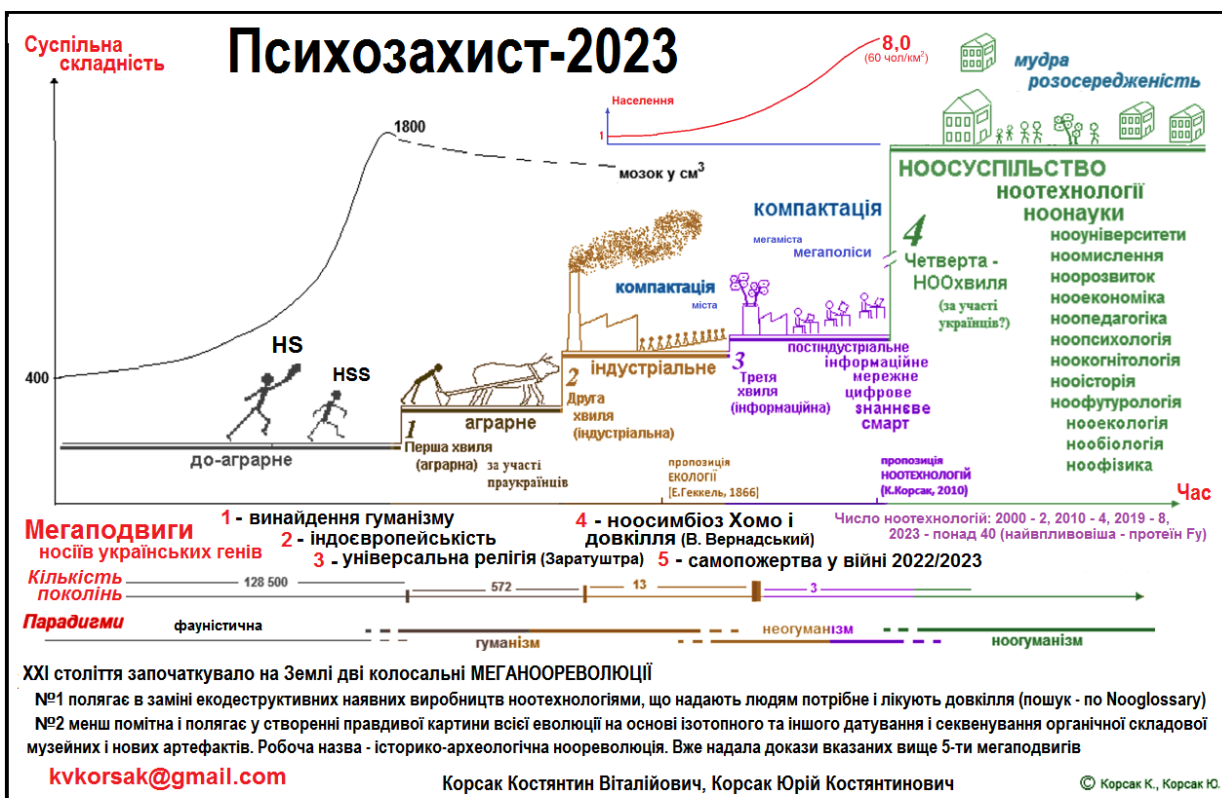 Суспільна
складність
Психозахист-2023
8,0
(60 чол/км²)
Населення
1
мудра
розосередженість
1800
мозок у см³
400
HS
HSS
до-аграрне
аграрне
1
Перша хвиля
(аграрна)
за участі
праукраїнців
компактація
міста
індустріальне
2
Друга
хвиля
(індустріальна)
компактація
мегаміста
мегаполіси
3
Третя
хвиля
(інформаційна)
постіндустріальне
інформаційне
мережне
цифрове
знаннєве
смарт
4
Четверта -
НООхвиля
(за участі
українців?)
НООСУСПІЛЬСТВО
ноотехнології
ноонауки
нооуніверситети
ноомислення
ноорозвиток
нооекономіка
ноопедагогіка
ноопсихологія
ноокогнітологія
нооісторія
ноофутурологія
нооекологія
нообіологія
ноофізика
пропозиція
ЕКОЛОГІЇ
[Е.Геккель, 1866]
пропозиція
НООТЕХНОЛОГІЙ
(К.Корсак, 2010)
Час
Мегаподвиги
носіїв українських генів
1 - винайдення гуманізму
2 - індоєвропейськість
3 - універсальна релігія (Заратуштра)
4 - ноосимбіоз Хомо і
довкілля (В. Вернадський)
5 - самопожертва у війні 2022/2023
Число ноотехнологій: 2000 - 2, 2010 - 4, 2019 - 8,
2023 - понад 40 (найвпливовіша - протеїн Fy)
Кількість
поколінь
128 500
572
13
3
Парадигми
фауністична
гуманізм
неогуманізм
ноогуманізм
XXI століття започаткувало на Землі дві колосальні МЕГАНООРЕВОЛЮЦІЇ
№1 полягає в заміні екодеструктивних наявних виробництв ноотехнологіями, що надають людям потрібне і лікують довкілля (пошук - по Nooglossary)
№2 менш помітна і полягає у створенні правдивої картини всієї еволюції на основі ізотопного та іншого датування і секвенування органічної складової
музейних і нових артефактів. Робоча назва - історико-археологічна ноореволюція. Вже надала докази вказаних вище 5-ти мегаподвигів
kvkorsak@gmail.com
Корсак Костянтин Віталійович, Корсак Юрій Костянтинович
© Корсак К., Корсак Ю.